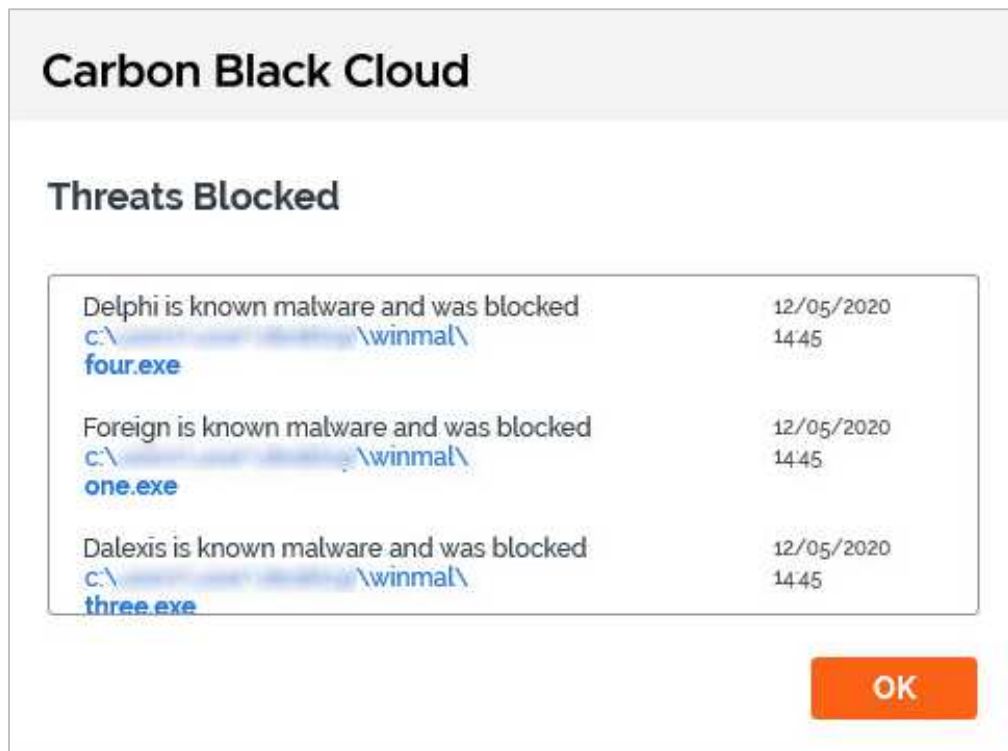 Carbon Black Cloud
Threats Blocked
Delphi is known malware and was blocked 12/05/2020
c:\ \winmal\ 14:45
four.exe
Foreign is known malware and was blocked 12/05/2020
c:\ \winmal\ 14:45
one.exe
Dalexis is known malware and was blocked 12/05/2020
c:\ \winmal\ 14:45
three.exe
OK